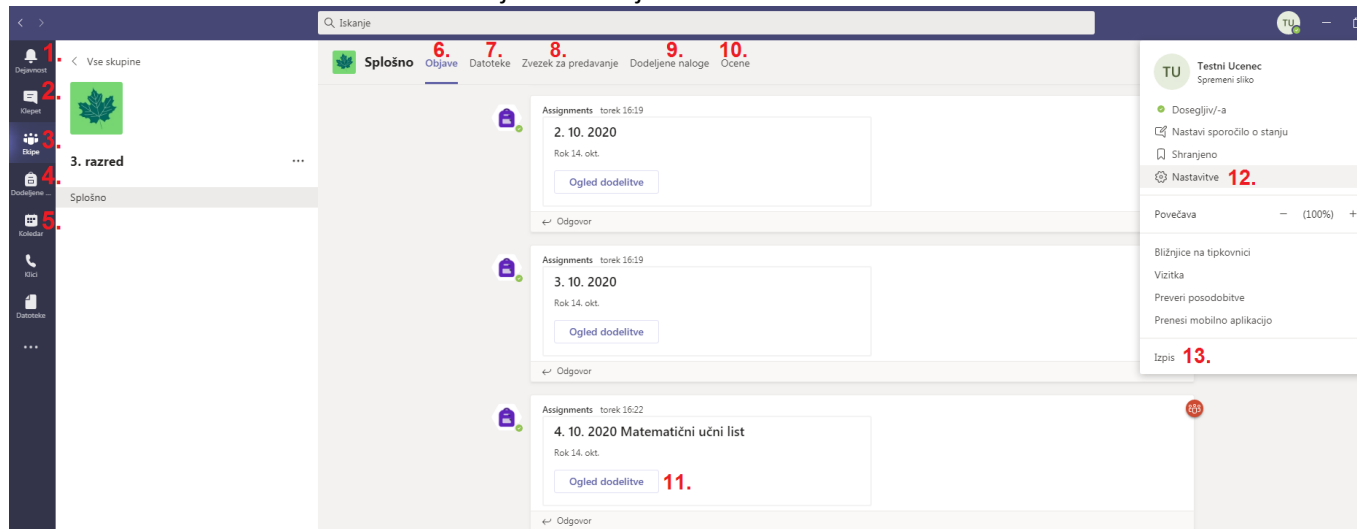 Iskanje
TU
Dejavnost 1.
Klepet 2.
Ekipe 3.
Dodeljene ... 4.
Koledar 5.
Klici
Datoteke
Vse skupine
3. razred
Splošno
6. 7. 8. 9. 10.
Splošno Objave Datoteke Zvezek za predavanje Dodeljene naloge Ocene
Assignments torek 16:19
2. 10. 2020
Rok 14. okt.
Ogled dodelitve
Odgovor
Assignments torek 16:19
3. 10. 2020
Rok 14. okt.
Ogled dodelitve
Odgovor
Assignments torek 16:22
4. 10. 2020 Matematični učni list
Rok 14. okt.
Ogled dodelitve 11.
Odgovor
TU Testni Ucenec
Spremeni sliko
Dosegljiv/-a
Nastavi sporočilo o stanju
Shranjeno
Nastavitve 12.
Povečava − (100%) +
Bližnjice na tipkovnici
Vizitka
Preveri posodobitve
Prenesi mobilno aplikacijo
Izpis 13.